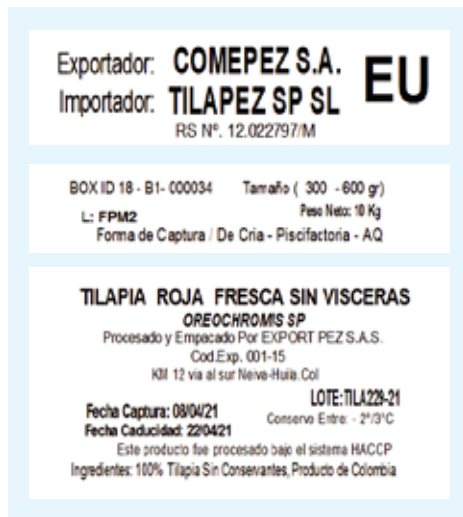 Exportador: COMEPEZ S.A.
Importador: TILAPEZ SP SL
EU
RS Nº. 12.022797/M
BOX ID 18 - B1- 000034 Tamaño ( 300 - 600 gr)
L: FPM2 Peso Neto: 10 Kg
Forma de Captura / De Cria - Piscifactoria - AQ
TILAPIA ROJA FRESCA SIN VISCERAS
OREOCHROMIS SP
Procesado y Empacado Por EXPORT PEZ S.A.S.
Cod.Exp. 001-15
KM 12 via al sur Neiva-Huila.Col
LOTE:TILA229-21
Fecha Captura: 08/04/21 Conserva Entre: - 2º/3ºC
Fecha Caducidad: 22/04/21
Este producto fue procesado bajo el sistema HACCP
Ingredientes: 100% Tilapia Sin Conservantes, Producto de Colombia